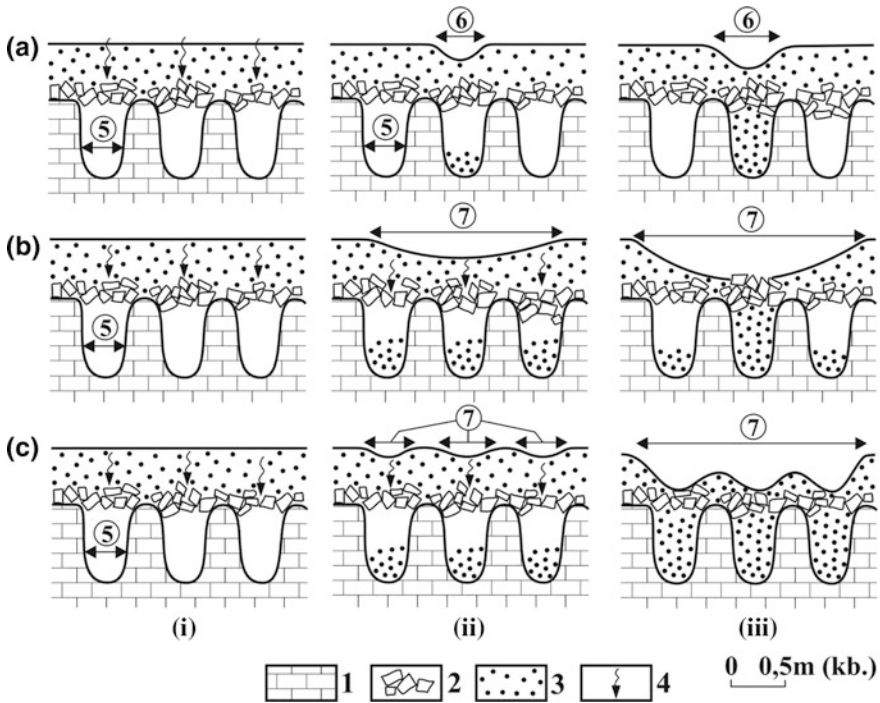 (a) ⑤ ⑥ ⑤ ⑥
(b) ⑤ ⑦ ⑦
(c) ⑤ ⑦ ⑦
(i) (ii) (iii)
1 2 3 4 0 0,5m (kb.)